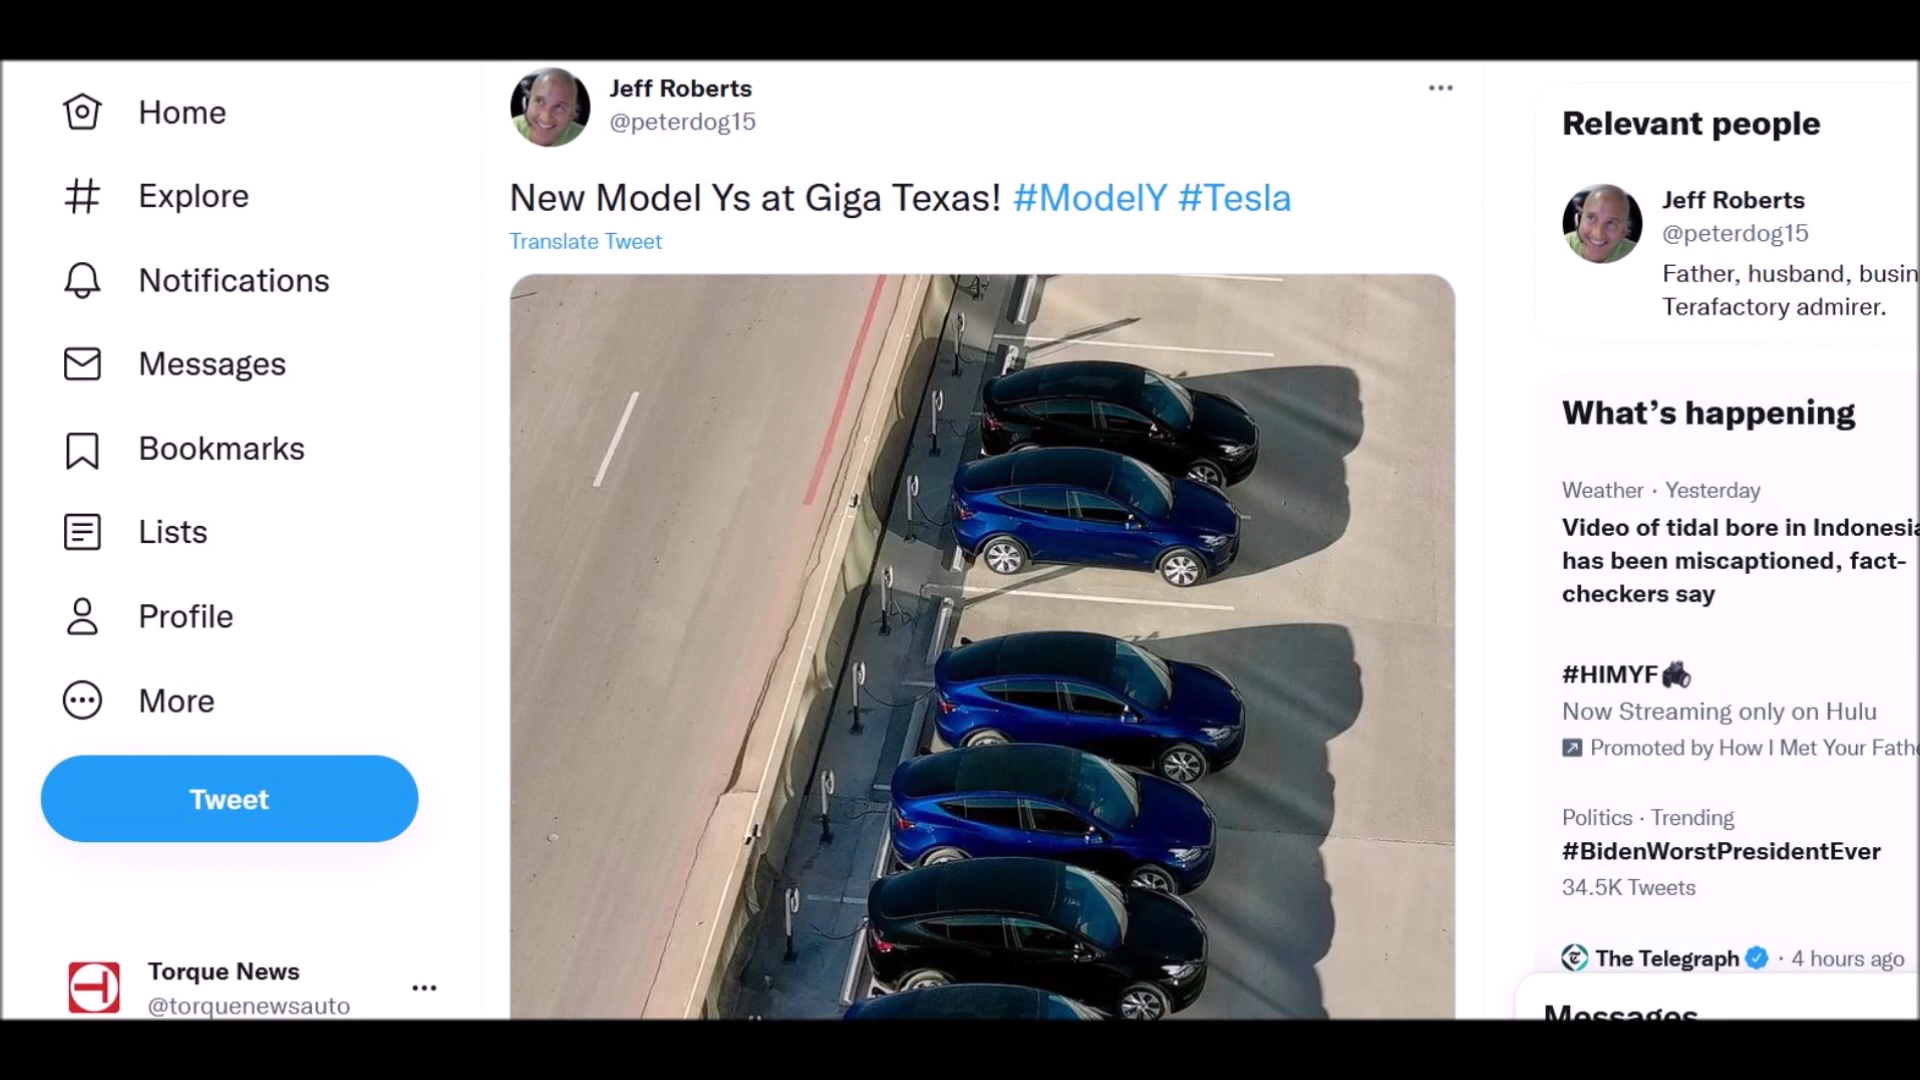 Home
Explore
Notifications
Messages
Bookmarks
Lists
Profile
More
Tweet
Torque News
@torquenewsauto
Jeff Roberts
@peterdog15
New Model Ys at Giga Texas! #ModelY #Tesla
Translate Tweet
Relevant people
Jeff Roberts
@peterdog15
Father, husband, busin
Terafactory admirer.
What's happening
Weather · Yesterday
Video of tidal bore in Indonesia
has been miscaptioned, fact-
checkers say
#HIMYF
Now Streaming only on Hulu
Promoted by How I Met Your Fathe
Politics · Trending
#BidenWorstPresidentEver
34.5K Tweets
The Telegraph · 4 hours ago
Messages